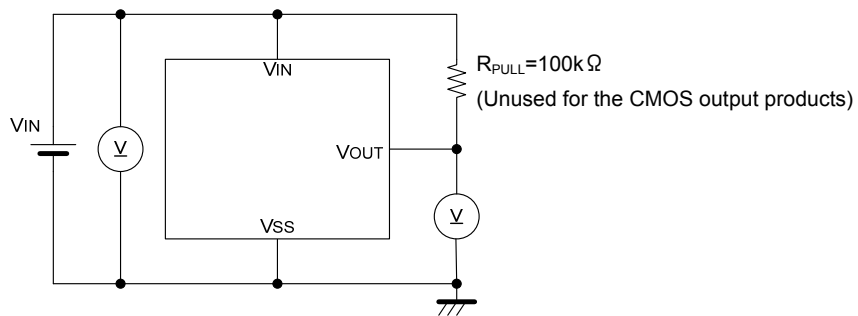 VIN
RPULL=100kΩ
(Unused for the CMOS output products)
VIN
V
VOUT
V
VSS